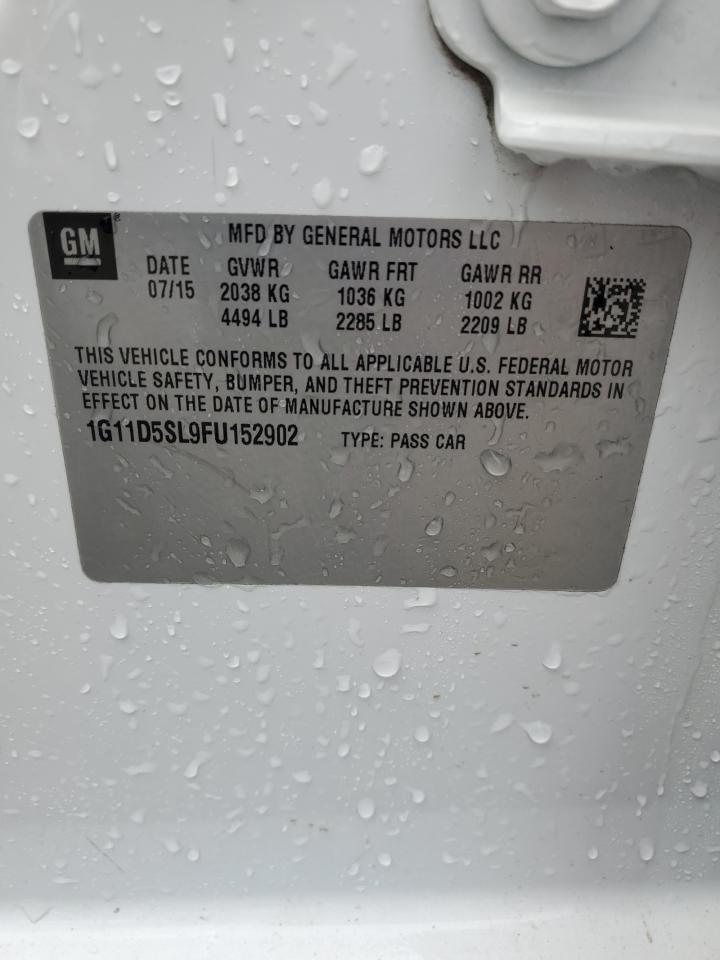 GM
MFD BY GENERAL MOTORS LLC
DATE GVWR GAWR FRT GAWR RR
07/15 2038 KG 1036 KG 1002 KG
4494 LB 2285 LB 2209 LB
THIS VEHICLE CONFORMS TO ALL APPLICABLE U.S. FEDERAL MOTOR
VEHICLE SAFETY, BUMPER, AND THEFT PREVENTION STANDARDS IN
EFFECT ON THE DATE OF MANUFACTURE SHOWN ABOVE.
1G11D5SL9FU152902 TYPE: PASS CAR